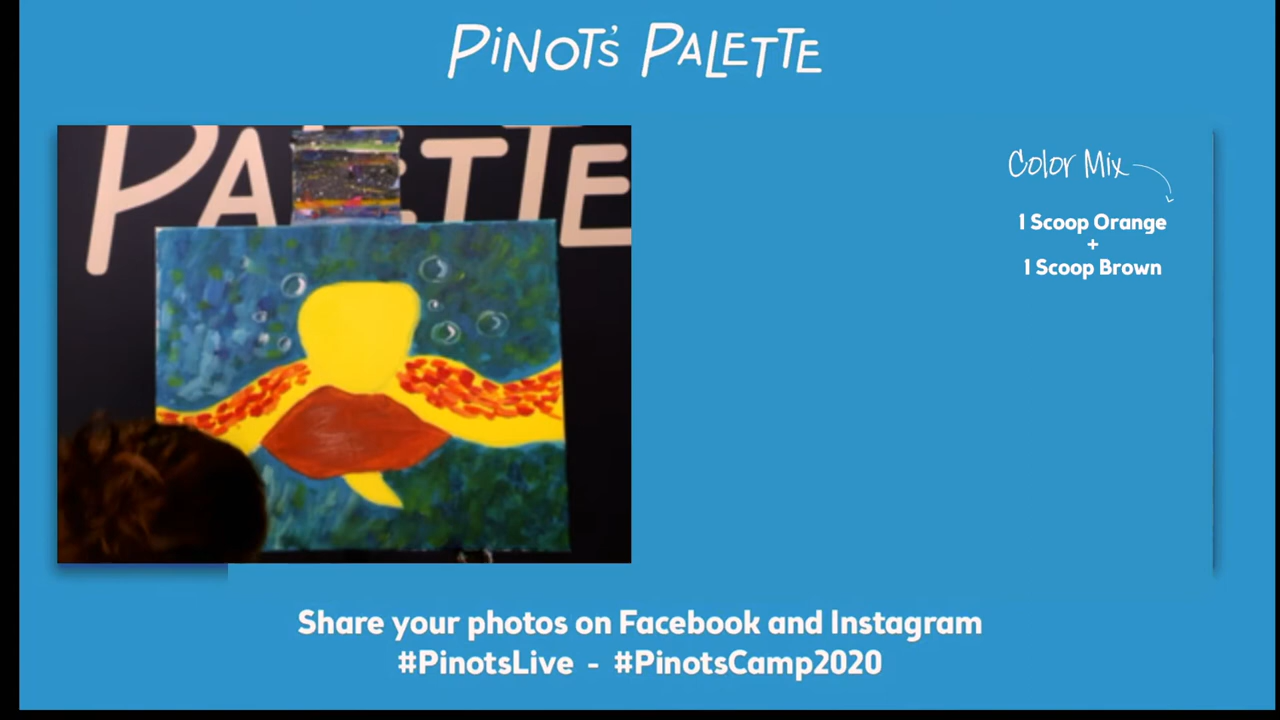 PiNOT'S PALETTE
PALETTE
Color Mix
1 Scoop Orange
+
1 Scoop Brown
Share your photos on Facebook and Instagram
#PinotsLive - #PinotsCamp2020